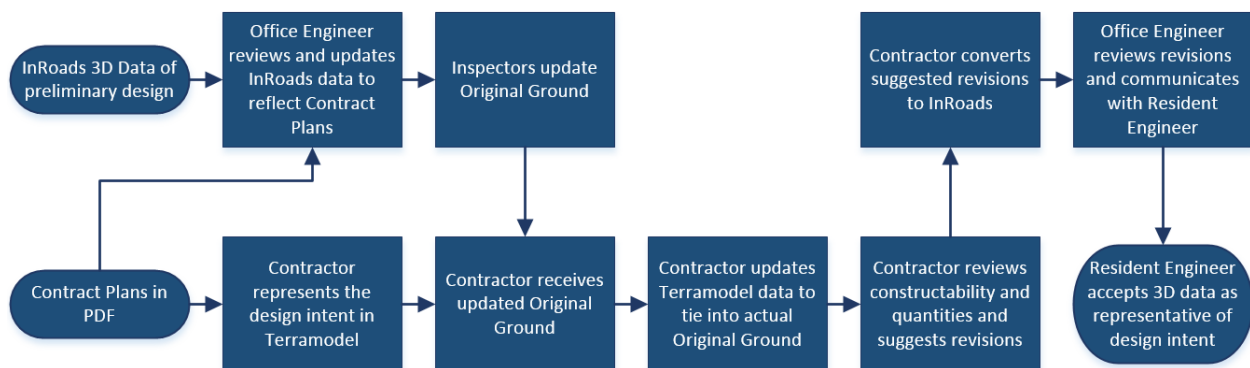 InRoads 3D Data of
preliminary design
Office Engineer
reviews and updates
InRoads data to
reflect Contract
Plans
Inspectors update
Original Ground
Contractor converts
suggested revisions
to InRoads
Office Engineer
reviews revisions
and communicates
with Resident
Engineer
Contract Plans in
PDF
Contractor
represents the
design intent in
Terramodel
Contractor receives
updated Original
Ground
Contractor updates
Terramodel data to
tie into actual
Original Ground
Contractor reviews
constructability and
quantities and
suggests revisions
Resident Engineer
accepts 3D data as
representative of
design intent